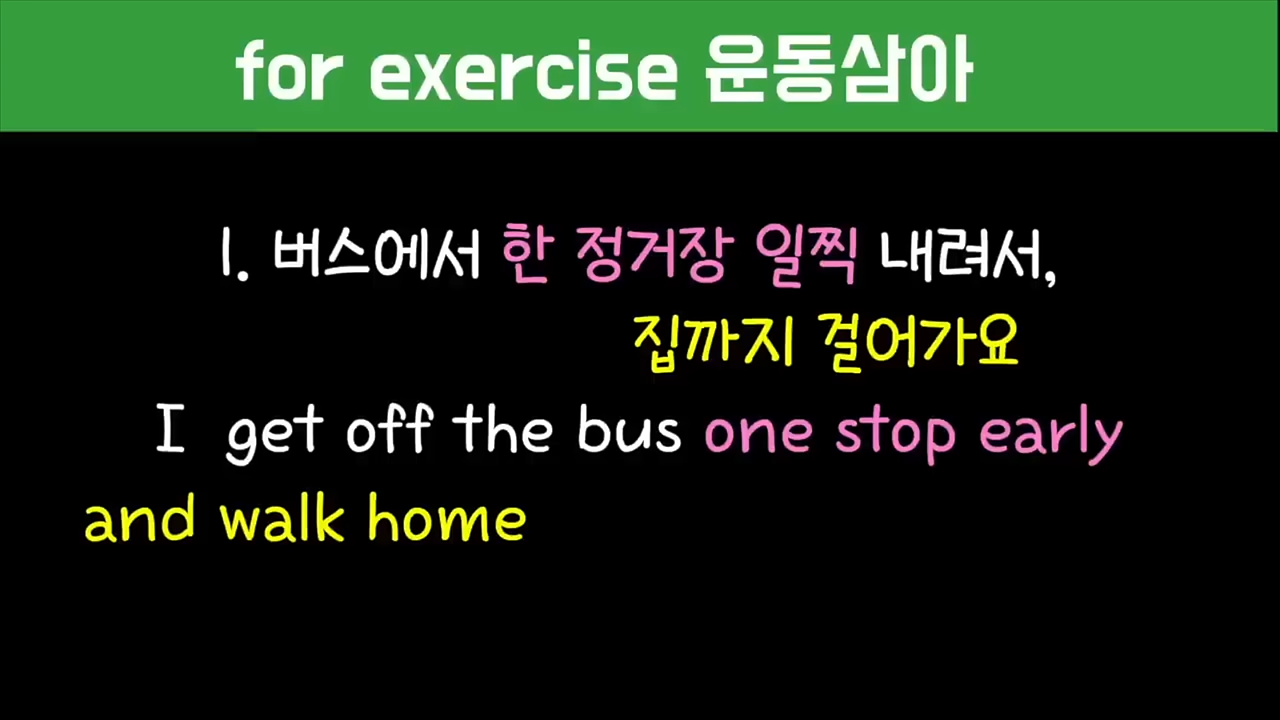 for exercise 운동삼아
1. 버스에서 한 정거장 일찍 내려서,
집까지 걸어가요
I get off the bus one stop early
and walk home